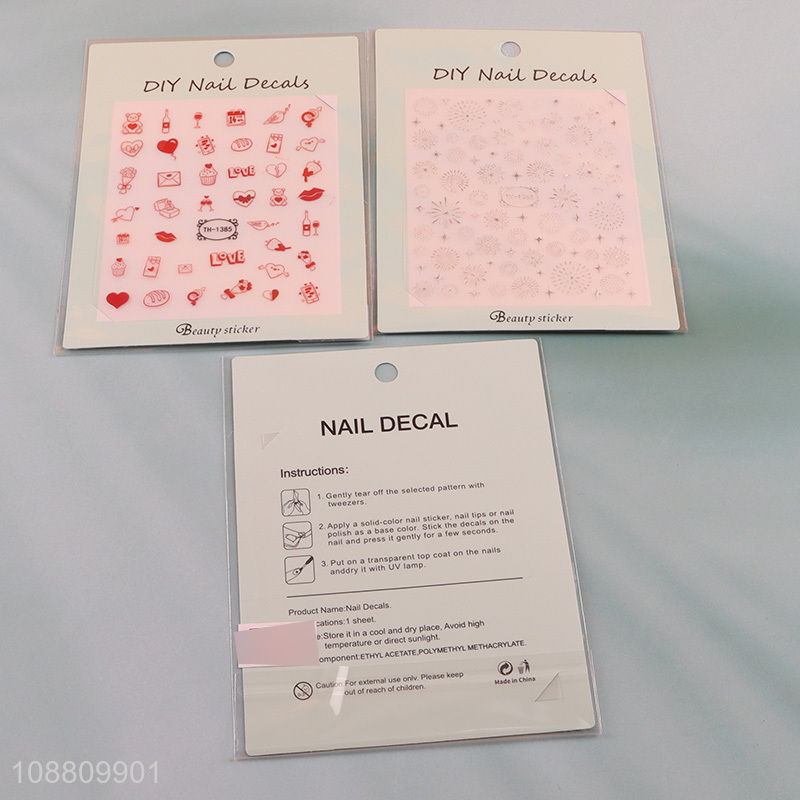 DIY Nail Decals
14
LOVE
TH-1385
LOVE
Beauty sticker
DIY Nail Decals
Beauty sticker
NAIL DECAL
Instructions:
1. Gently tear off the selected pattern with
tweezers.
2. Apply a solid-color nail sticker, nail tips or nail
polish as a base color. Stick the decals on the
nail and press it gently for a few seconds.
3. Put on a transparent top coat on the nails
anddry it with UV lamp.
Product Name:Nail Decals.
cations:1 sheet.
e:Store it in a cool and dry place, Avoid high
temperature or direct sunlight.
omponent:ETHYL ACETATE,POLYMETHYL METHACRYLATE.
Caution:For external use only. Please keep
out of reach of children.
Made in China
108809901